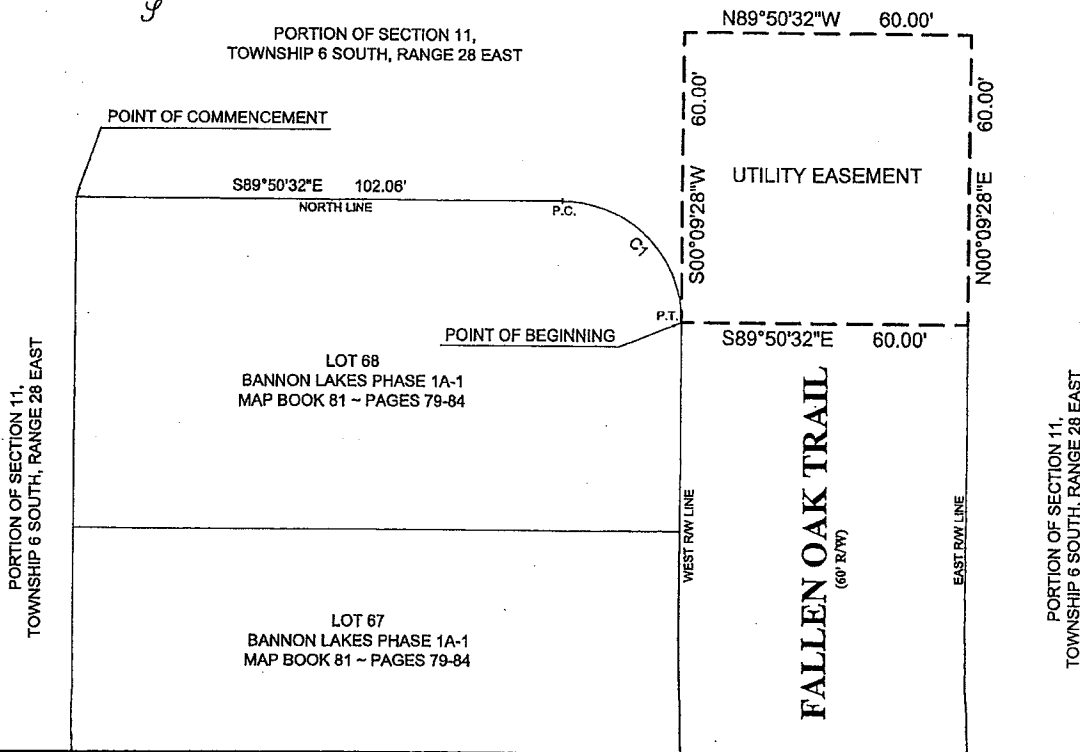 N89°50'32"W 60.00'
PORTION OF SECTION 11,
TOWNSHIP 6 SOUTH, RANGE 28 EAST
POINT OF COMMENCEMENT
60.00'
60.00'
S89°50'32"E 102.06'
NORTH LINE
P.C.
UTILITY EASEMENT
S00°09'28"W
N00°09'28"E
C1
P.T.
POINT OF BEGINNING
S89°50'32"E 60.00'
LOT 68
BANNON LAKES PHASE 1A-1
MAP BOOK 81 ~ PAGES 79-84
PORTION OF SECTION 11,
TOWNSHIP 6 SOUTH, RANGE 28 EAST
WEST R/W LINE
FALLEN OAK TRAIL
(60' R/W)
EAST R/W LINE
PORTION OF SECTION 11,
TOWNSHIP 6 SOUTH, RANGE 28 EAST
LOT 67
BANNON LAKES PHASE 1A-1
MAP BOOK 81 ~ PAGES 79-84